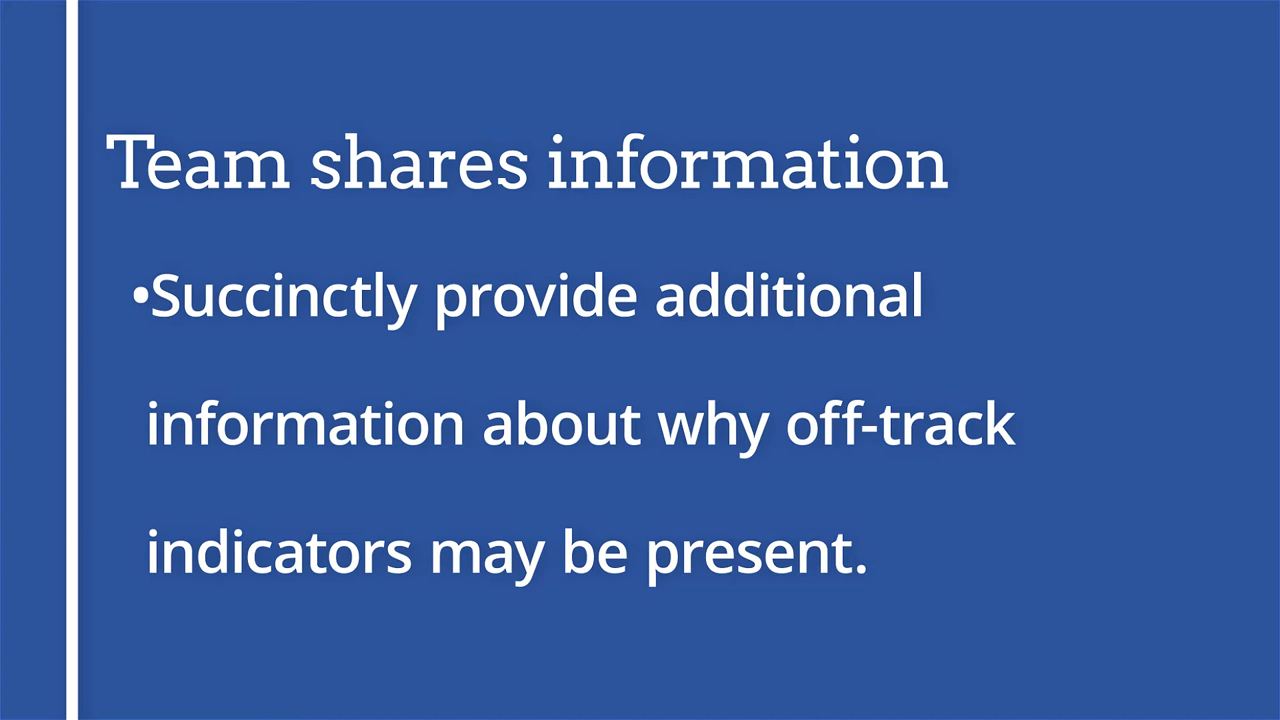 Team shares information
•Succinctly provide additional
information about why off-track
indicators may be present.